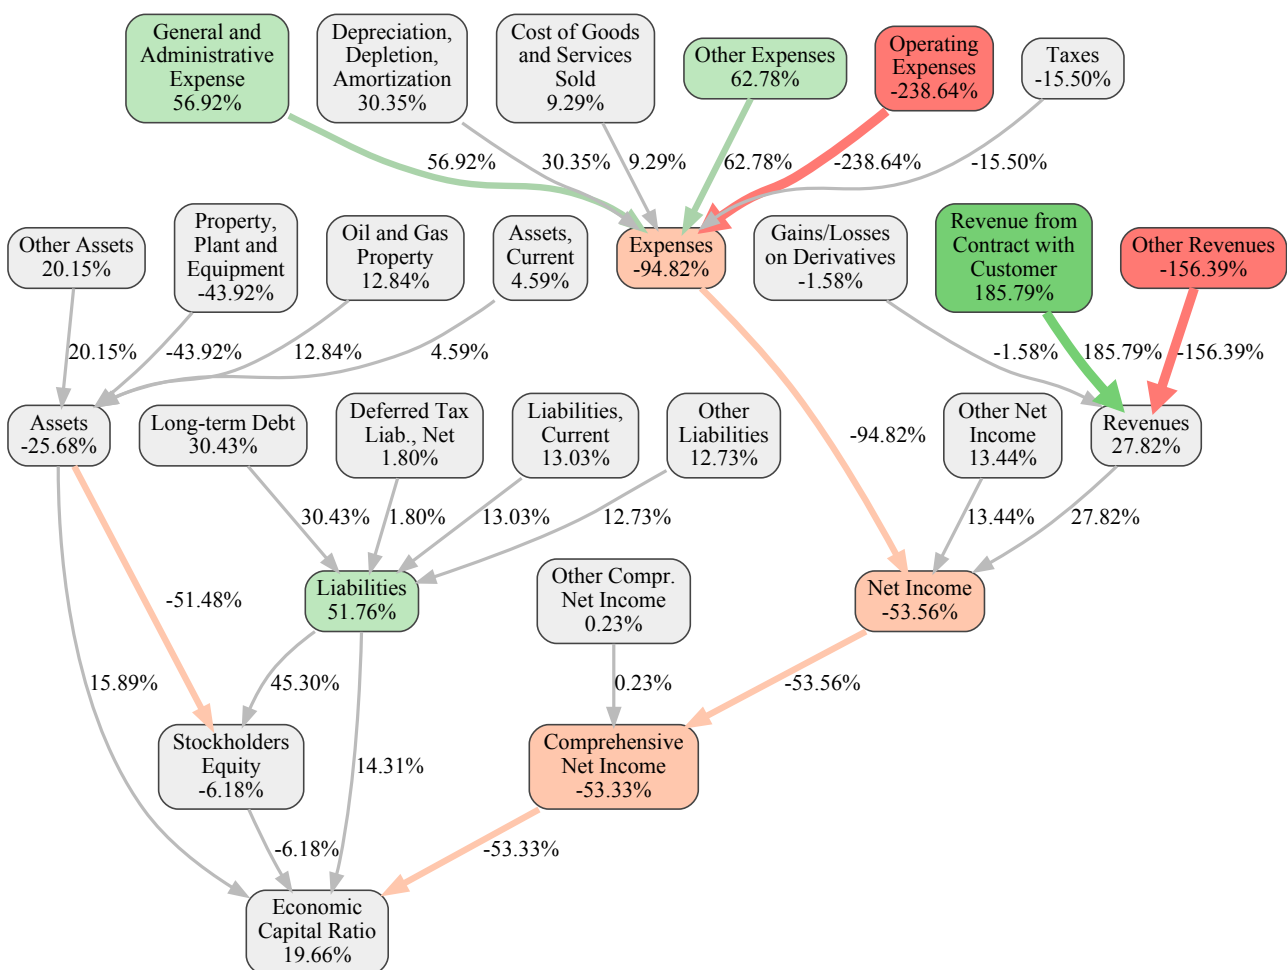 General and
Administrative
Expense
56.92%
Depreciation,
Depletion,
Amortization
30.35%
Cost of Goods
and Services
Sold
9.29%
Other Expenses
62.78%
Operating
Expenses
-238.64%
Taxes
-15.50%
56.92%
30.35%
9.29%
62.78%
-238.64%
-15.50%
Other Assets
20.15%
Property,
Plant and
Equipment
-43.92%
Oil and Gas
Property
12.84%
Assets,
Current
4.59%
Expenses
-94.82%
Gains/Losses
on Derivatives
-1.58%
Revenue from
Contract with
Customer
185.79%
Other Revenues
-156.39%
20.15%
-43.92%
12.84%
4.59%
-1.58%
185.79%
-156.39%
Assets
-25.68%
Long-term Debt
30.43%
Deferred Tax
Liab., Net
1.80%
Liabilities,
Current
13.03%
Other
Liabilities
12.73%
-94.82%
Other Net
Income
13.44%
Revenues
27.82%
30.43%
1.80%
13.03%
12.73%
13.44%
27.82%
-51.48%
Liabilities
51.76%
Other Compr.
Net Income
0.23%
Net Income
-53.56%
15.89%
45.30%
0.23%
-53.56%
Stockholders
Equity
-6.18%
14.31%
Comprehensive
Net Income
-53.33%
-6.18%
-53.33%
Economic
Capital Ratio
19.66%